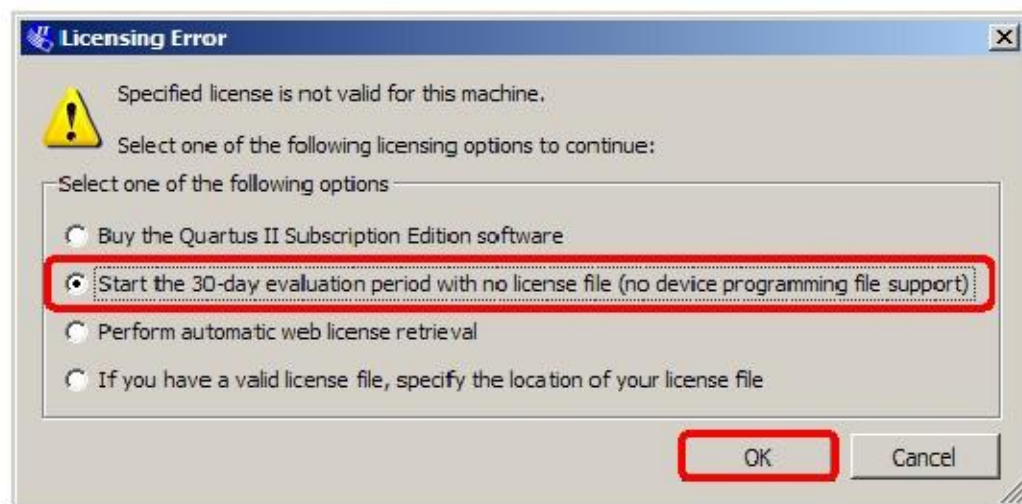 Licensing Error
Specified license is not valid for this machine.
Select one of the following licensing options to continue:
Select one of the following options
Buy the Quartus II Subscription Edition software
Start the 30-day evaluation period with no license file (no device programming file support)
Perform automatic web license retrieval
If you have a valid license file, specify the location of your license file
OK Cancel